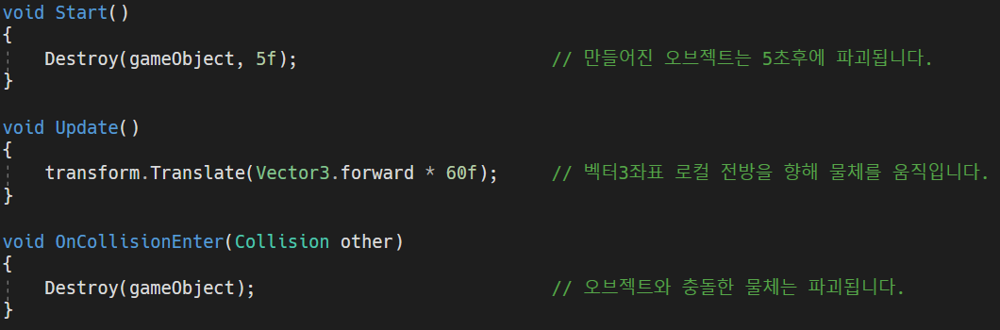 void Start()
{
    Destroy(gameObject, 5f);                        // 만들어진 오브젝트는 5초후에 파괴됩니다.
}

void Update()
{
    transform.Translate(Vector3.forward * 60f);     // 벡터3좌표 로컬 전방을 향해 물체를 움직입니다.
}

void OnCollisionEnter(Collision other)
{
    Destroy(gameObject);                            // 오브젝트와 충돌한 물체는 파괴됩니다.
}